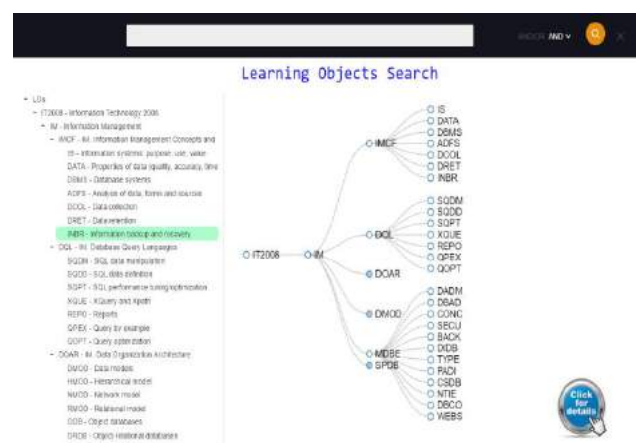 AND
Learning Objects Search
LOs
IT2008 - Information Technology 2008
IM - Information Management
IMCF - IM. Information Management Concepts and
IS - Information systems: purpose, use, value
DATA - Properties of data (quality, accuracy, time
DBMS - Database systems
ADFS - Analysis of data, forms and sources
DCOL - Data collection
DRET - Data retention
INBR - Information backup and recovery
DQL - IM. Database Query Languages
SQDM - SQL data manipulation
SQDD - SQL data definition
SQPT - SQL performance tuning/optimization
XQUE - XQuery and Xpath
REPO - Reports
QPEX - Query by example
QOPT - Query optimization
DOAR - IM. Data Organization Architecture
DMOD - Data models
HMOD - Hierarchical model
NMOD - Network model
RMOD - Relational model
ODB - Object databases
ORDB - Object relational databases
IT2008
IM
IMCF
IS
DATA
DBMS
ADFS
DCOL
DRET
INBR
DQL
SQDM
SQDD
SQPT
XQUE
REPO
QPEX
QOPT
DOAR
DMOD
MDBE
SPDB
DADM
DBAD
CONC
SECU
BACK
DIDB
TYPE
PADI
CSDB
NTIE
DBCO
WEBS
Click
for
details